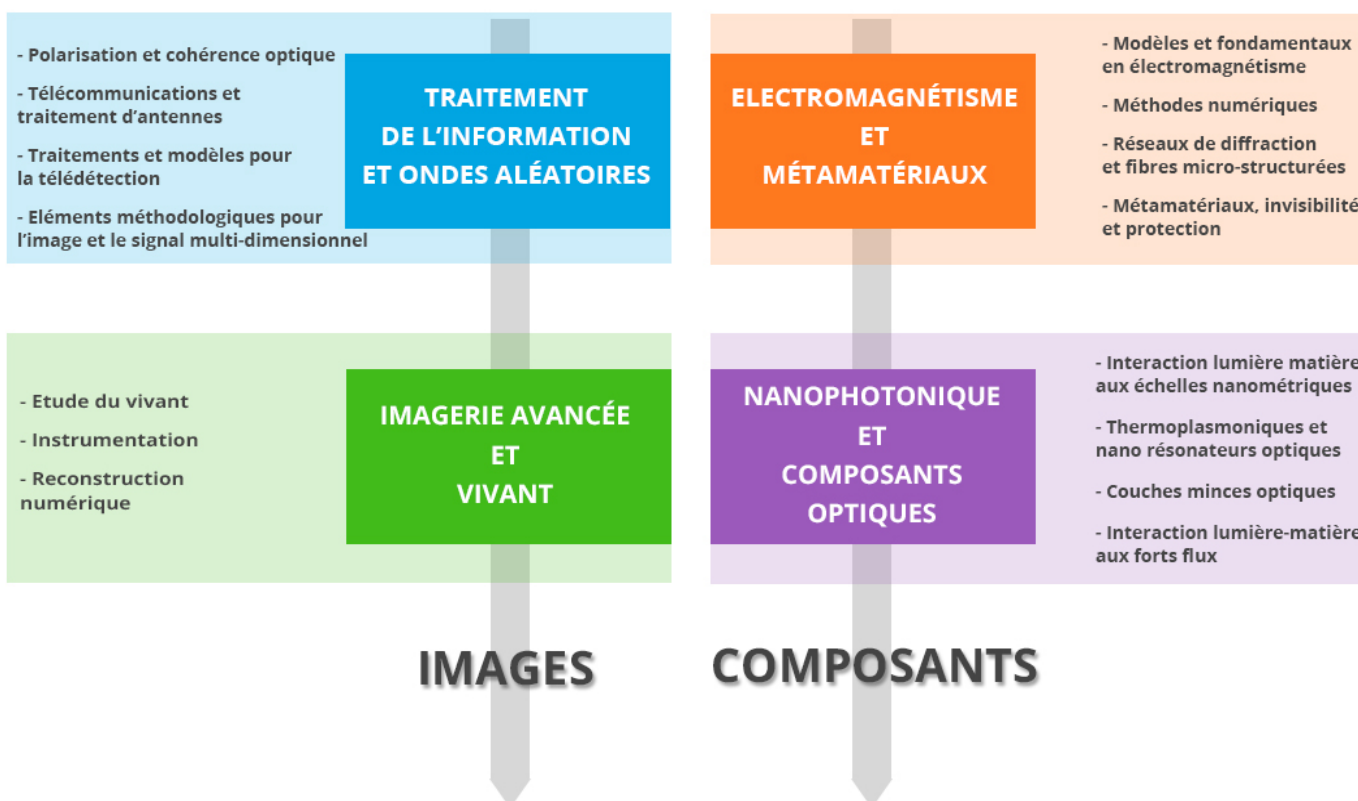 - Polarisation et cohérence optique
- Télécommunications et
traitement d'antennes
- Traitements et modèles pour
la télédétection
- Eléments méthodologiques pour
l'image et le signal multi-dimensionnel
TRAITEMENT
DE L'INFORMATION
ET ONDES ALÉATOIRES
ELECTROMAGNÉTISME
ET
MÉTAMATÉRIAUX
- Modèles et fondamentaux
en électromagnétisme
- Méthodes numériques
- Réseaux de diffraction
et fibres micro-structurées
- Métamatériaux, invisibilité
et protection
- Etude du vivant
- Instrumentation
- Reconstruction
numérique
IMAGERIE AVANCÉE
ET
VIVANT
NANOPHOTONIQUE
ET
COMPOSANTS
OPTIQUES
- Interaction lumière matière
aux échelles nanométriques
- Thermoplasmoniques et
nano résonateurs optiques
- Couches minces optiques
- Interaction lumière-matière
aux forts flux
IMAGES
COMPOSANTS